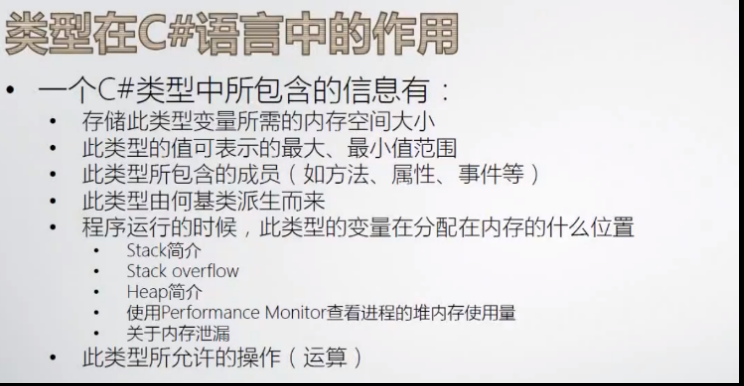 类型在C#语言中的作用
• 一个C#类型中所包含的信息有：
• 存储此类型变量所需的内存空间大小
• 此类型的值可表示的最大、最小值范围
• 此类型所包含的成员（如方法、属性、事件等）
• 此类型由何基类派生而来
• 程序运行的时候，此类型的变量在分配在内存的什么位置
• Stack简介
• Stack overflow
• Heap简介
• 使用Performance Monitor查看进程的堆内存使用量
• 关于内存泄漏
• 此类型所允许的操作（运算）